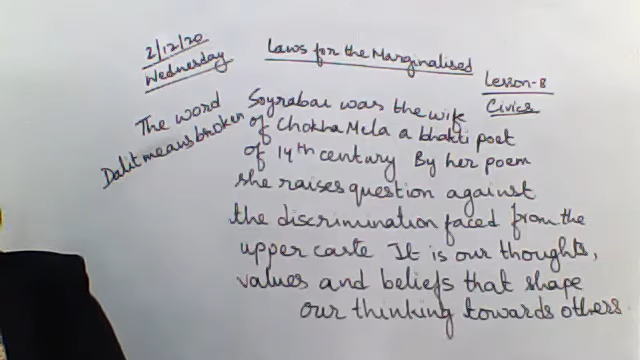 2/12/20
Wednesday
Laws for the Marginalised
Lesson-8
Civics
The word
Dalit means broken
Soyrabai was the wife
of Chokha Mela a bhakti poet
of 14th century By her poem
she raises question against
the discrimination faced from the
upper caste It is our thoughts,
values and beliefs that shape
our thinking towards others